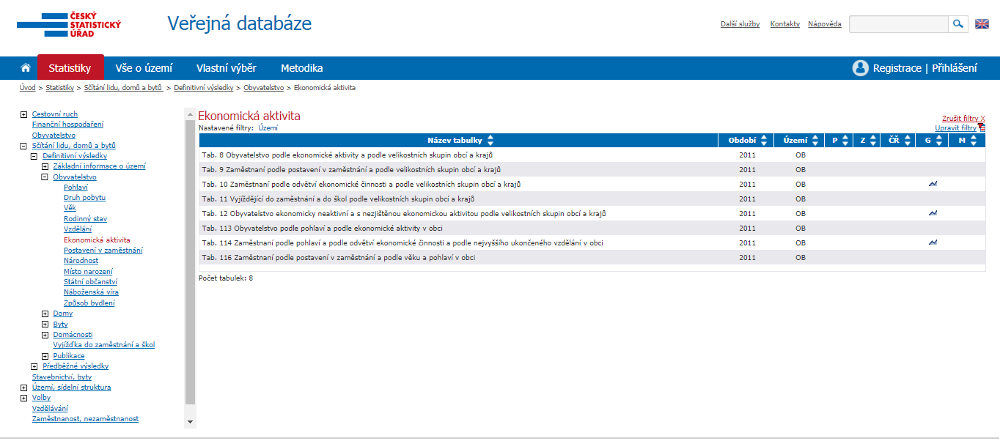 ČESKÝ
STATISTICKÝ
ÚŘAD
Veřejná databáze
Další služby Kontakty Nápověda
Statistiky Vše o území Vlastní výběr Metodika Registrace | Přihlášení
Úvod > Statistiky > Sčítání lidu, domů a bytů > Definitivní výsledky > Obyvatelstvo > Ekonomická aktivita
Cestovní ruch
Finanční hospodaření
Obyvatelstvo
Sčítání lidu, domů a bytů
Definitivní výsledky
Základní informace o území
Obyvatelstvo
Pohlaví
Druh pobytu
Věk
Rodinný stav
Vzdělání
Ekonomická aktivita
Postavení v zaměstnání
Národnost
Místo narození
Státní občanství
Náboženská víra
Způsob bydlení
Domy
Byty
Domácnosti
Vyjížďka do zaměstnání a škol
Publikace
Předběžné výsledky
Stavebnictví, byty
Území, sídelní struktura
Volby
Vzdělávání
Zaměstnanost, nezaměstnanost
Ekonomická aktivita
Zrušit filtry X
Nastavené filtry: Území
Upravit filtry
Název tabulky Období Území P Z ČŘ G M
Tab. 8 Obyvatelstvo podle ekonomické aktivity a podle velikostních skupin obcí a krajů 2011 OB
Tab. 9 Zaměstnaní podle postavení v zaměstnání a podle velikostních skupin obcí a krajů 2011 OB
Tab. 10 Zaměstnaní podle odvětví ekonomické činnosti a podle velikostních skupin obcí a krajů 2011 OB
Tab. 11 Vyjíždějící do zaměstnání a do škol podle velikostních skupin obcí a krajů 2011 OB
Tab. 12 Obyvatelstvo ekonomicky neaktivní a s nezjištěnou ekonomickou aktivitou podle velikostních skupin obcí a krajů 2011 OB
Tab. 113 Obyvatelstvo podle pohlaví a podle ekonomické aktivity v obci 2011 OB
Tab. 114 Zaměstnaní podle pohlaví a podle odvětví ekonomické činnosti a podle nejvyššího ukončeného vzdělání v obci 2011 OB
Tab. 116 Zaměstnaní podle postavení v zaměstnání a podle věku a pohlaví v obci 2011 OB
Počet tabulek: 8